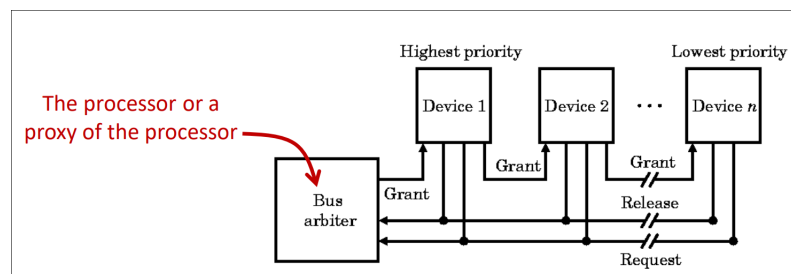 Highest priority
Lowest priority
The processor or a
proxy of the processor
Device 1
Device 2
...
Device n
Grant
Grant
Grant
Bus
arbiter
Release
Request